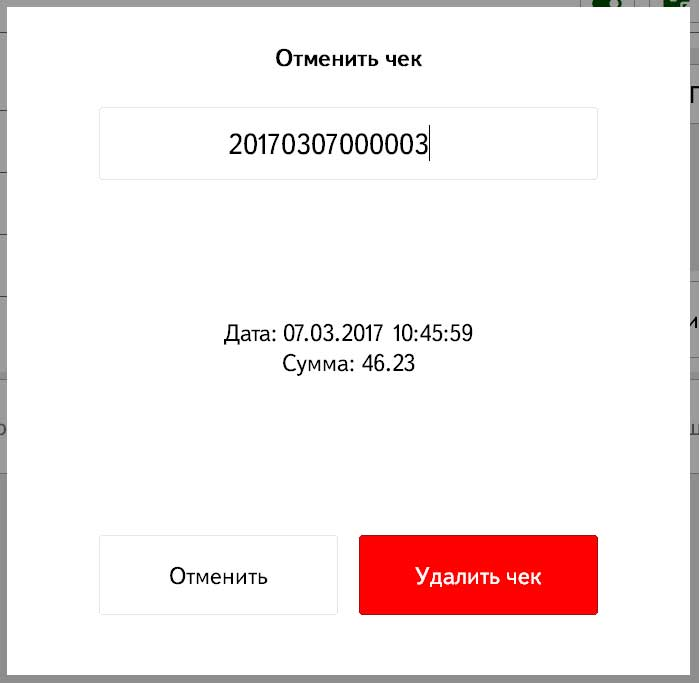 Отменить чек
20170307000003
Дата: 07.03.2017 10:45:59
Сумма: 46.23
Отменить
Удалить чек